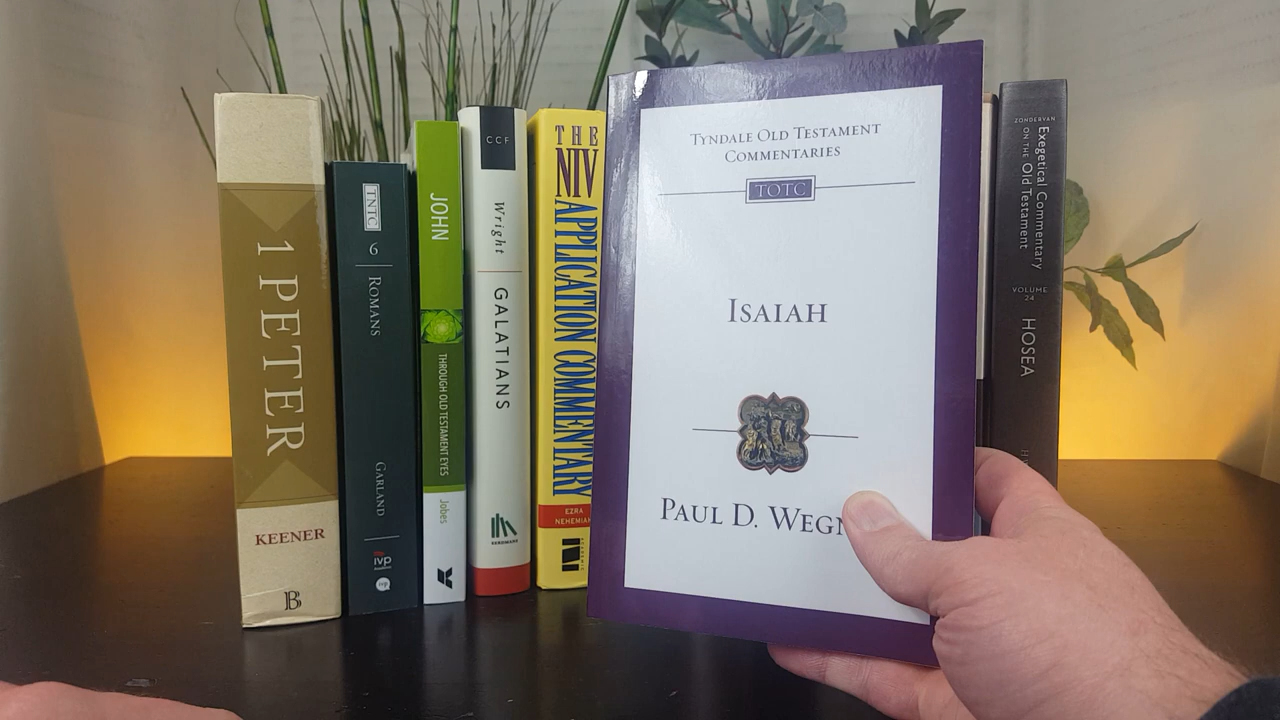 1 PETER
KEENER
B
TNTC
6
ROMANS
GARLAND
ivp
ivp
JOHN
THROUGH OLD TESTAMENT EYES
Jobes
CCF
Wright
GALATIANS
EERDMANS
THE
NIV
APPLICATION COMMENTARY
EZRA
NEHEMIAH
TYNDALE OLD TESTAMENT
COMMENTARIES
TOTC
ISAIAH
PAUL D. WEGN
ZONDERVAN
Exegetical Commentary
ON THE Old Testament
VOLUME
24
HOSEA